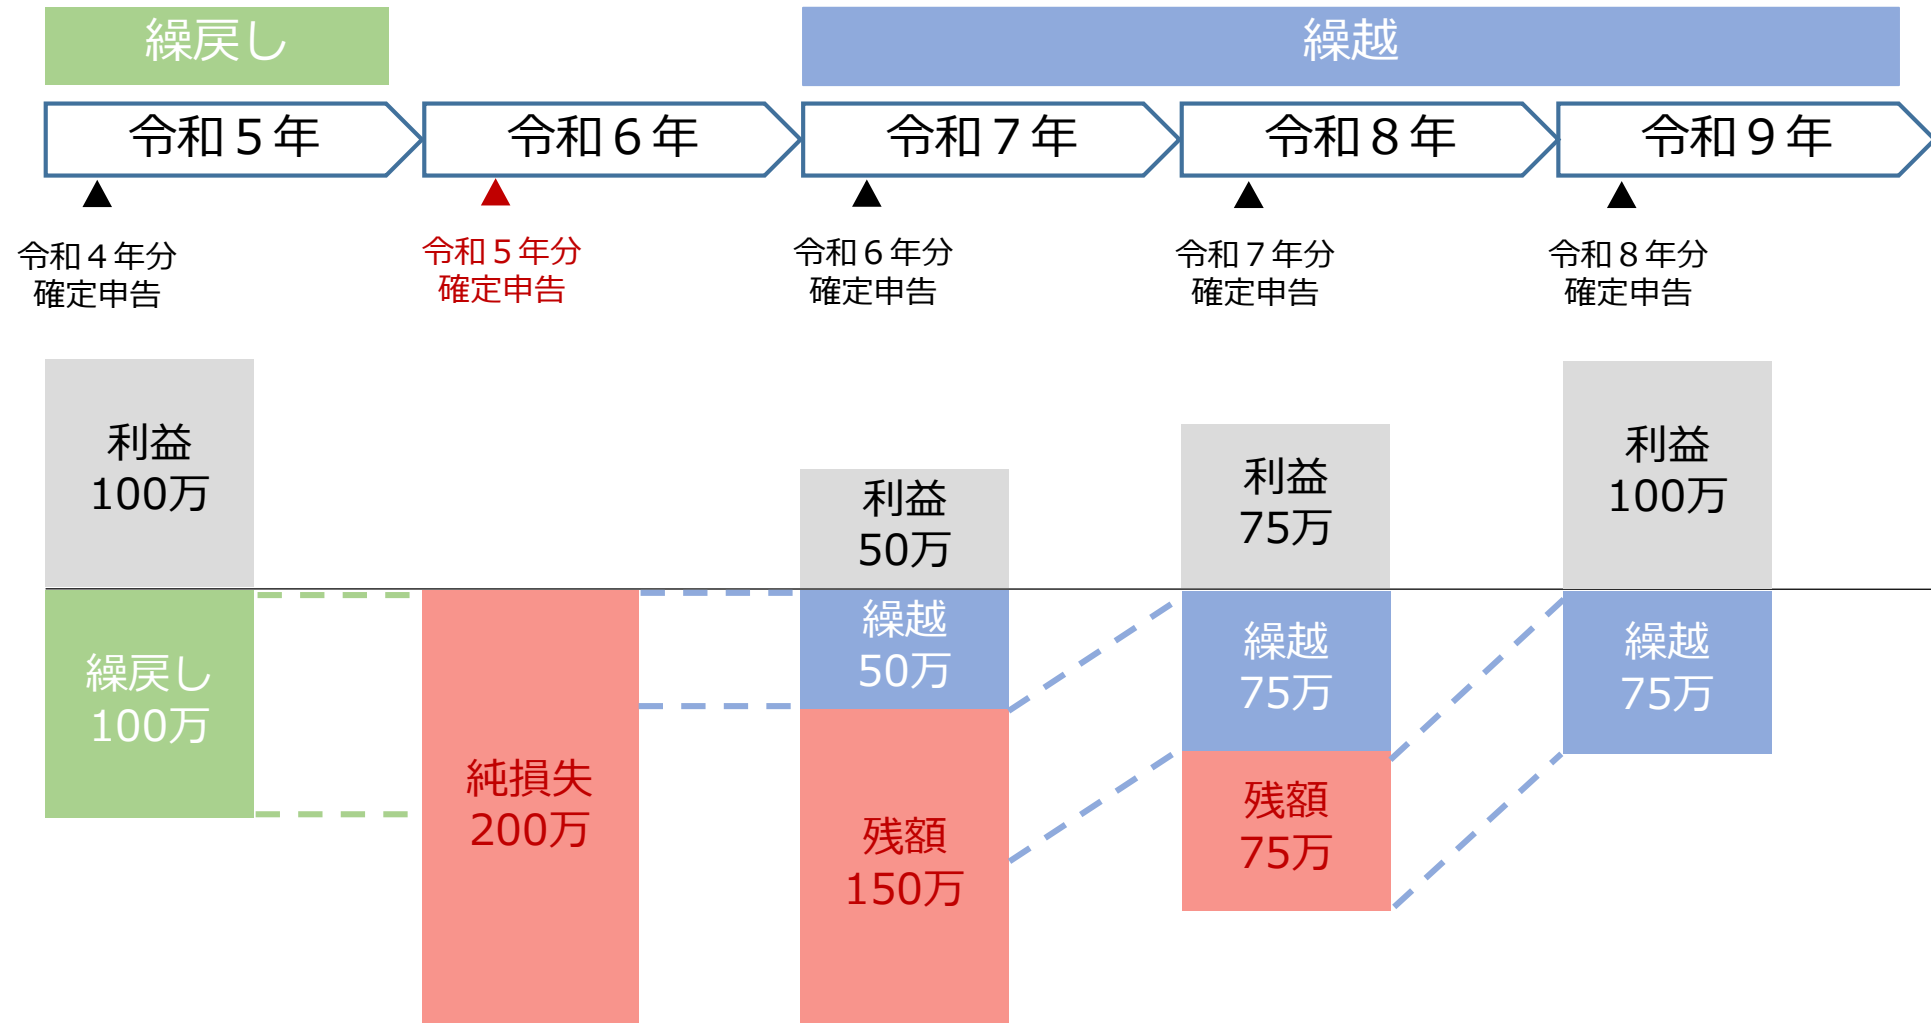 繰戻し
繰越
令和５年
令和６年
令和７年
令和８年
令和９年
令和４年分
確定申告
令和５年分
確定申告
令和６年分
確定申告
令和７年分
確定申告
令和８年分
確定申告
利益
100万
利益
50万
利益
75万
利益
100万
繰戻し
100万
純損失
200万
繰越
50万
残額
150万
繰越
75万
残額
75万
繰越
75万